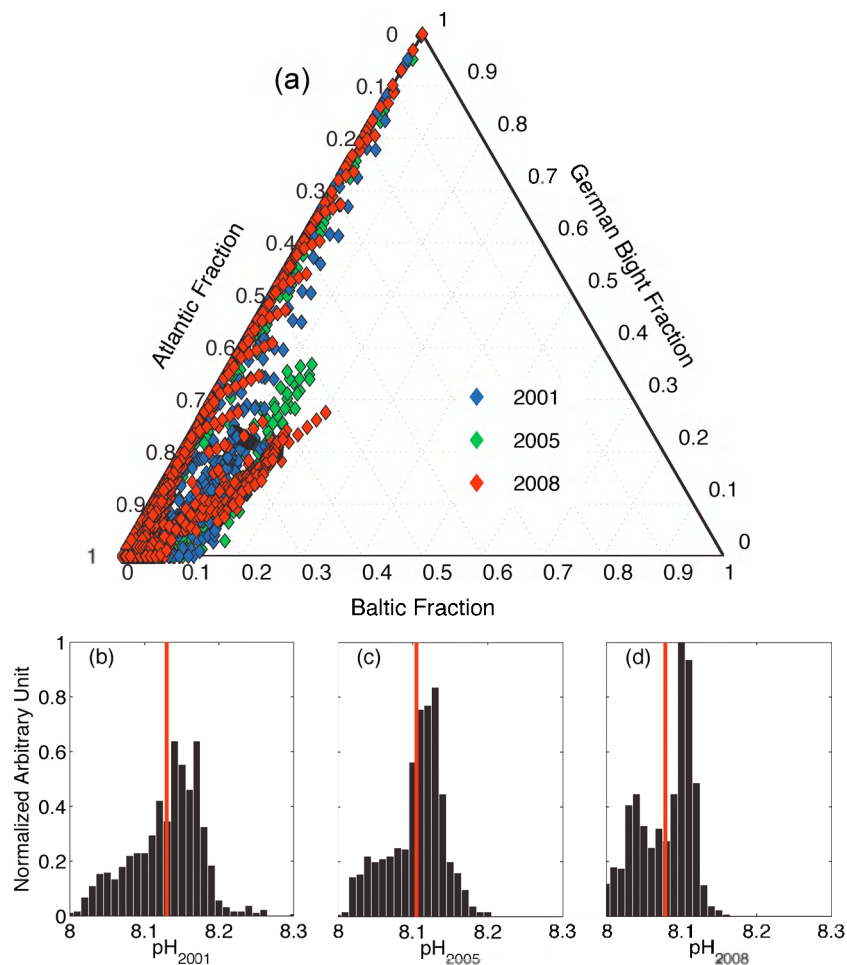 (a)
Atlantic Fraction
0
0.1
0.2
0.3
0.4
0.5
0.6
0.7
0.8
0.9
1
German Bight Fraction
1
0.9
0.8
0.7
0.6
0.5
0.4
0.3
0.2
0.1
0
2001
2005
2008
0 0.1 0.2 0.3 0.4 0.5 0.6 0.7 0.8 0.9 1
Baltic Fraction
Normalized Arbitrary Unit
1
0.8
0.6
0.4
0.2
0
(b)
8 8.1 8.2 8.3
pH2001
(c)
8 8.1 8.2 8.3
pH2005
(d)
8 8.1 8.2 8.3
pH2008